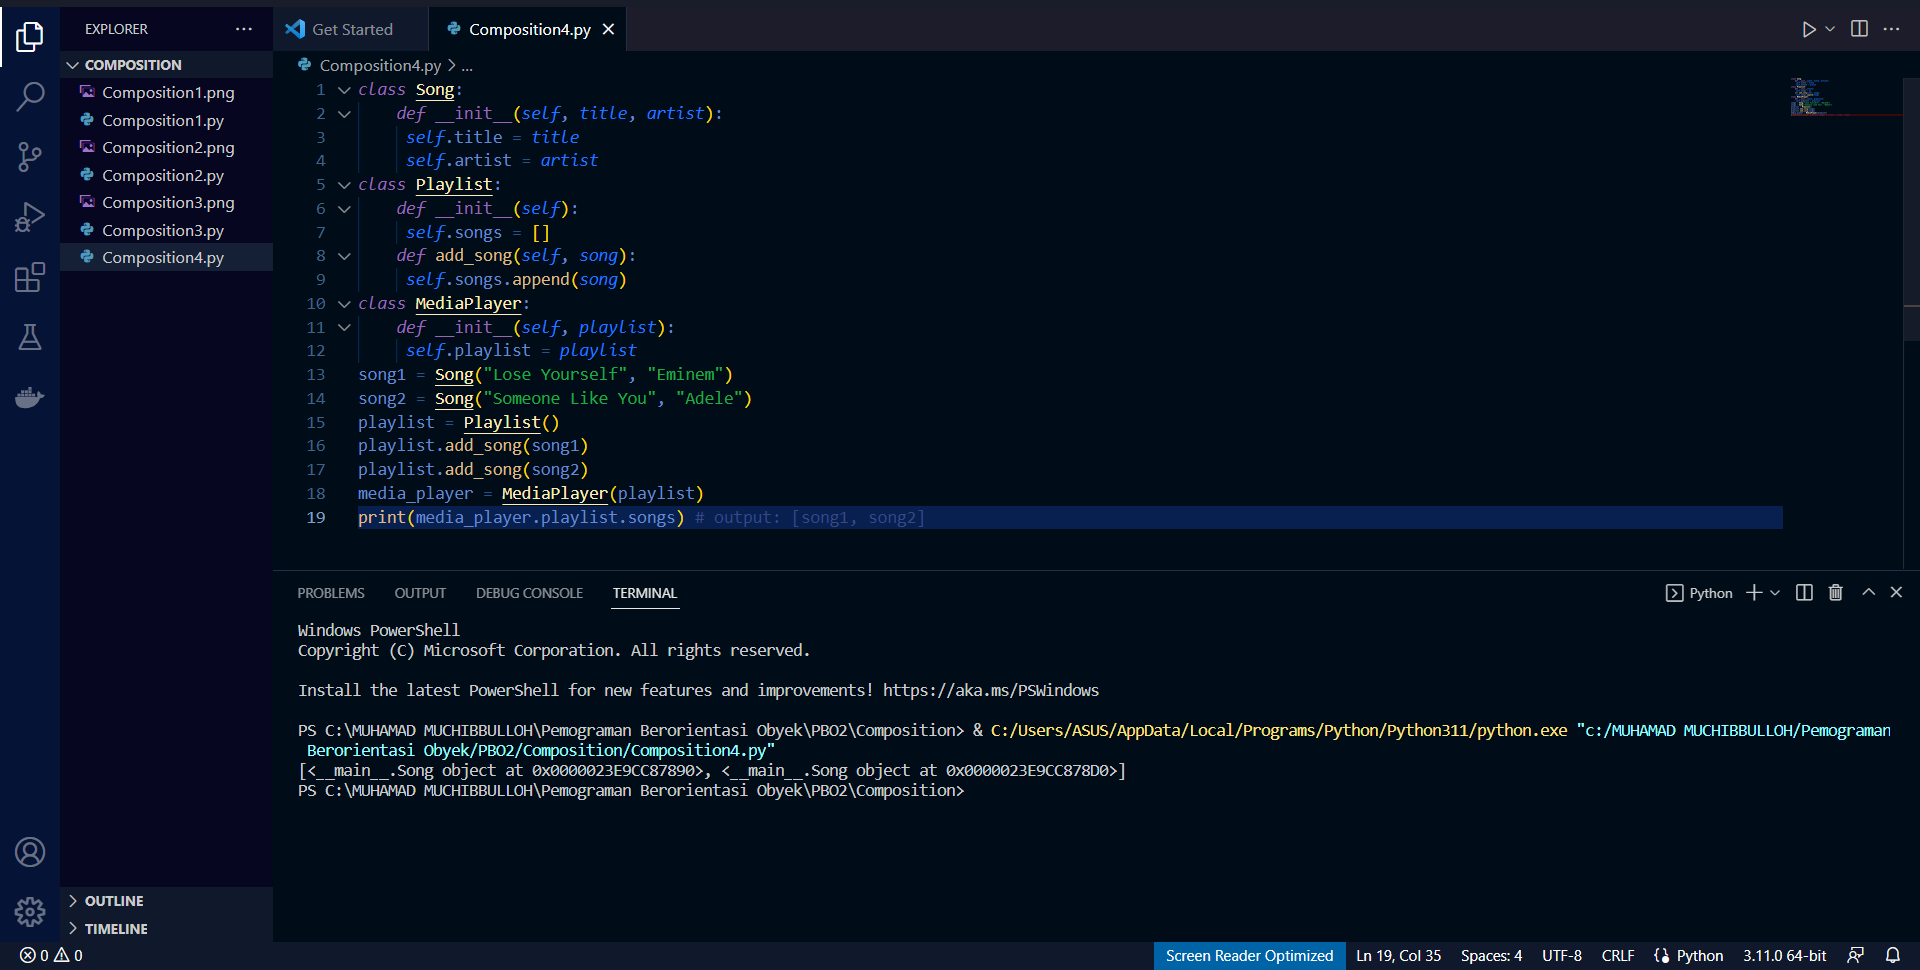 EXPLORER ···
Get Started
Composition4.py
COMPOSITION
Composition1.png
Composition1.py
Composition2.png
Composition2.py
Composition3.png
Composition3.py
Composition4.py
Composition4.py > ...
1 class Song:
2     def __init__(self, title, artist):
3      self.title = title
4      self.artist = artist
5 class Playlist:
6     def __init__(self):
7      self.songs = []
8     def add_song(self, song):
9      self.songs.append(song)
10 class MediaPlayer:
11     def __init__(self, playlist):
12      self.playlist = playlist
13 song1 = Song("Lose Yourself", "Eminem")
14 song2 = Song("Someone Like You", "Adele")
15 playlist = Playlist()
16 playlist.add_song(song1)
17 playlist.add_song(song2)
18 media_player = MediaPlayer(playlist)
19 print(media_player.playlist.songs) # output: [song1, song2]
PROBLEMS OUTPUT DEBUG CONSOLE TERMINAL
Python
Windows PowerShell
Copyright (C) Microsoft Corporation. All rights reserved.
Install the latest PowerShell for new features and improvements! https://aka.ms/PSWindows
PS C:\MUHAMAD MUCHIBBULLOH\Pemograman Berorientasi Obyek\PBO2\Composition> & C:/Users/ASUS/AppData/Local/Programs/Python/Python311/python.exe "c:/MUHAMAD MUCHIBBULLOH/Pemograman
Berorientasi Obyek/PBO2/Composition/Composition4.py"
[<__main__.Song object at 0x0000023E9CC87890>, <__main__.Song object at 0x0000023E9CC878D0>]
PS C:\MUHAMAD MUCHIBBULLOH\Pemograman Berorientasi Obyek\PBO2\Composition>
OUTLINE
TIMELINE
0 0
Screen Reader Optimized Ln 19, Col 35 Spaces: 4 UTF-8 CRLF Python 3.11.0 64-bit